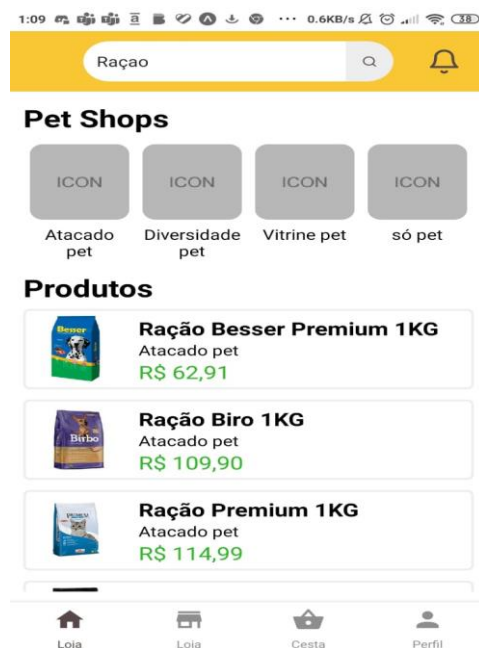 1:09
0.6KB/s
38
Raçao
Pet Shops
ICON
ICON
ICON
ICON
Atacado
pet
Diversidade
pet
Vitrine pet
só pet
Produtos
Bener
Ração Besser Premium 1KG
Atacado pet
R$ 62,91
Birbo
Ração Biro 1KG
Atacado pet
R$ 109,90
Ração Premium 1KG
Atacado pet
R$ 114,99
Loja
Loja
Cesta
Perfil